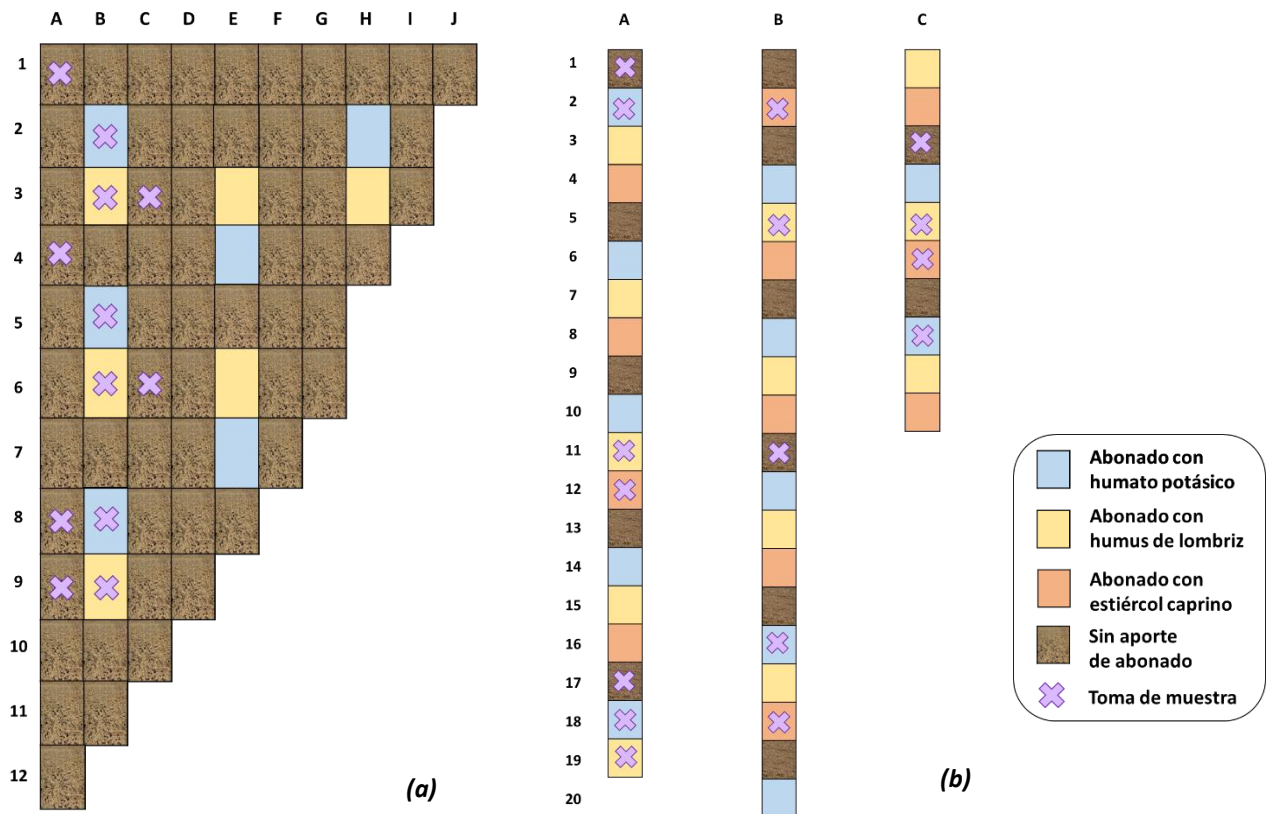 A B C D E F G H I J
1
2
3
4
5
6
7
8
9
10
11
12
(a)
A B C
1
2
3
4
5
6
7
8
9
10
11
12
13
14
15
16
17
18
19
20
(b)
Abonado con
humato potásico
Abonado con
humus de lombriz
Abonado con
estiércol caprino
Sin aporte
de abonado
Toma de muestra